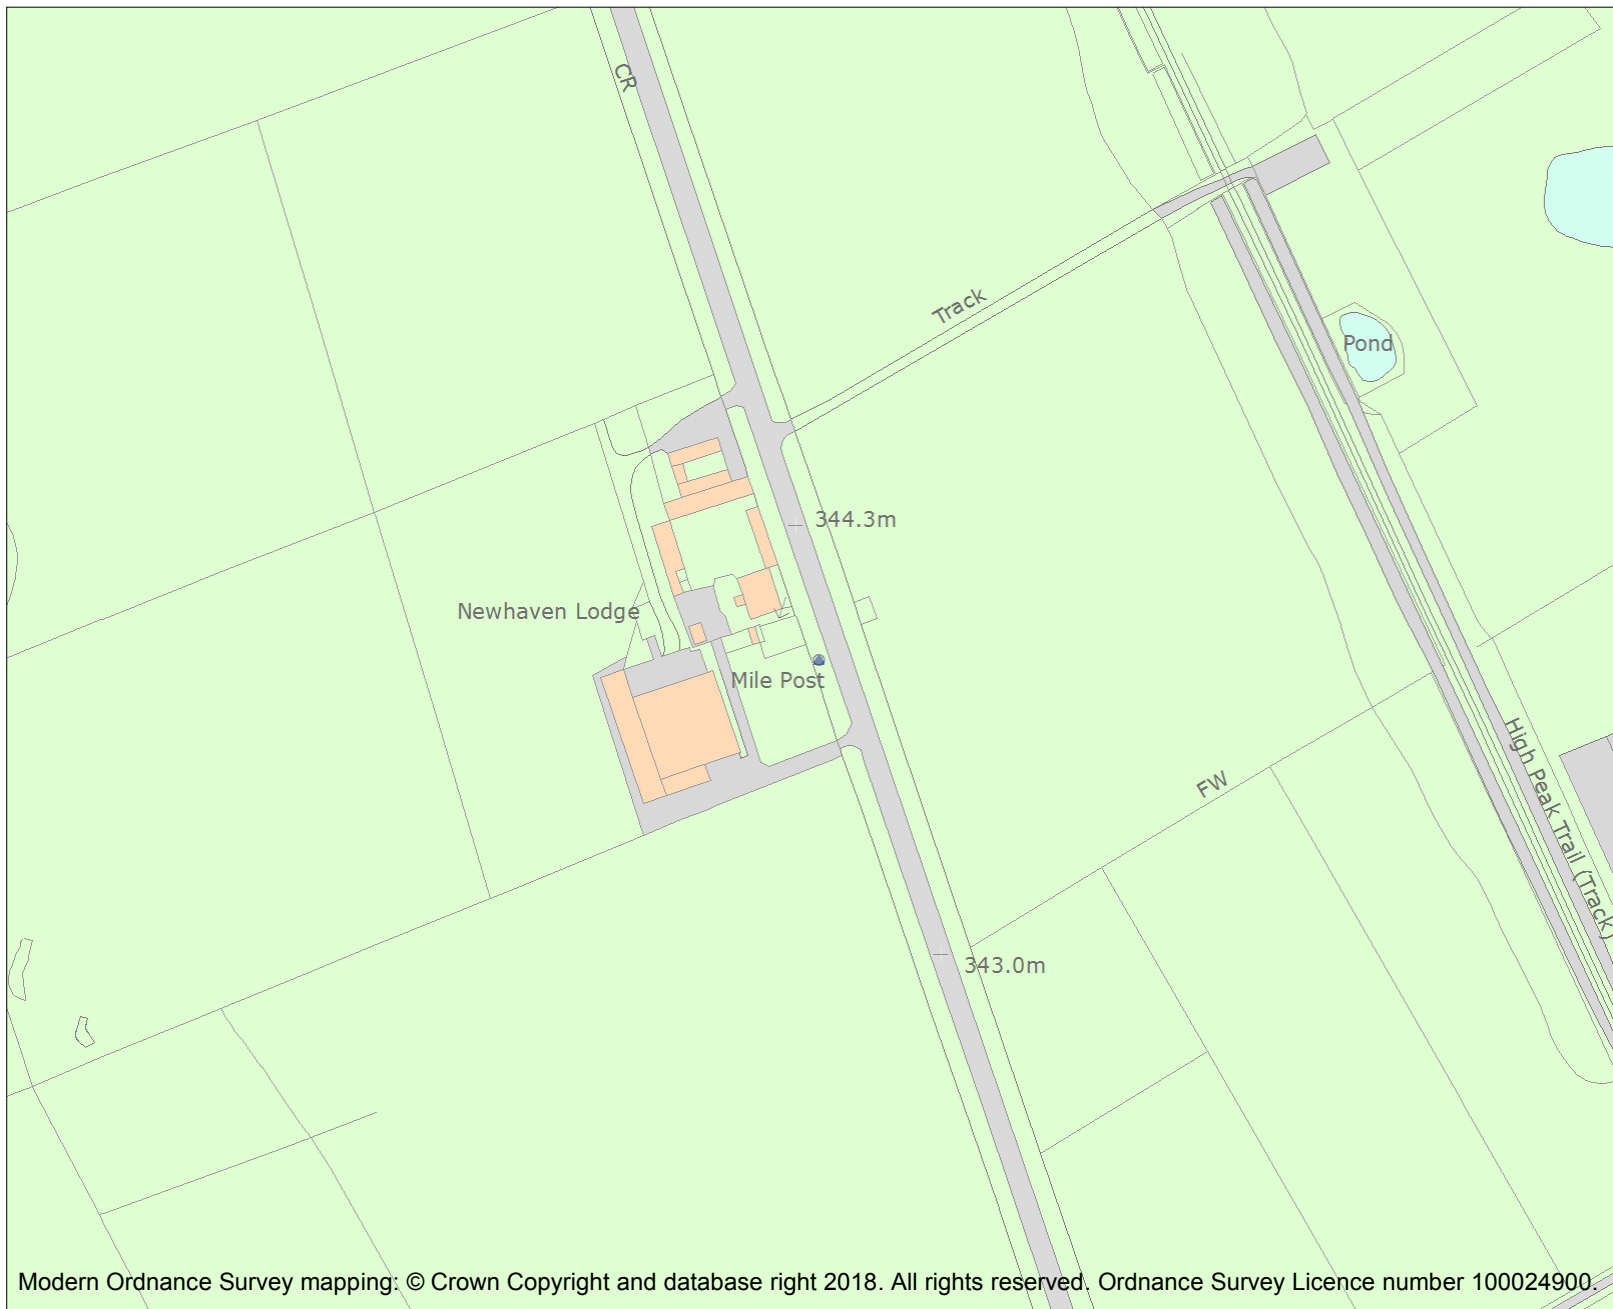 CR
Track
Pond
344.3m
Newhaven Lodge
Mile Post
High Peak Trail (Track)
FW
343.0m
Modern Ordnance Survey mapping: © Crown Copyright and database right 2018. All rights reserved. Ordnance Survey Licence number 100024900.